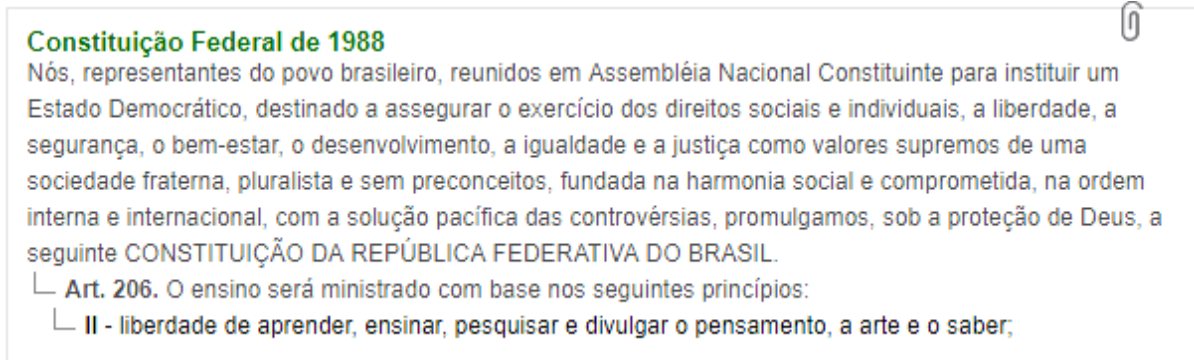 Constituição Federal de 1988
Nós, representantes do povo brasileiro, reunidos em Assembléia Nacional Constituinte para instituir um
Estado Democrático, destinado a assegurar o exercício dos direitos sociais e individuais, a liberdade, a
segurança, o bem-estar, o desenvolvimento, a igualdade e a justiça como valores supremos de uma
sociedade fraterna, pluralista e sem preconceitos, fundada na harmonia social e comprometida, na ordem
interna e internacional, com a solução pacífica das controvérsias, promulgamos, sob a proteção de Deus, a
seguinte CONSTITUIÇÃO DA REPÚBLICA FEDERATIVA DO BRASIL.
Art. 206. O ensino será ministrado com base nos seguintes princípios:
II - liberdade de aprender, ensinar, pesquisar e divulgar o pensamento, a arte e o saber;